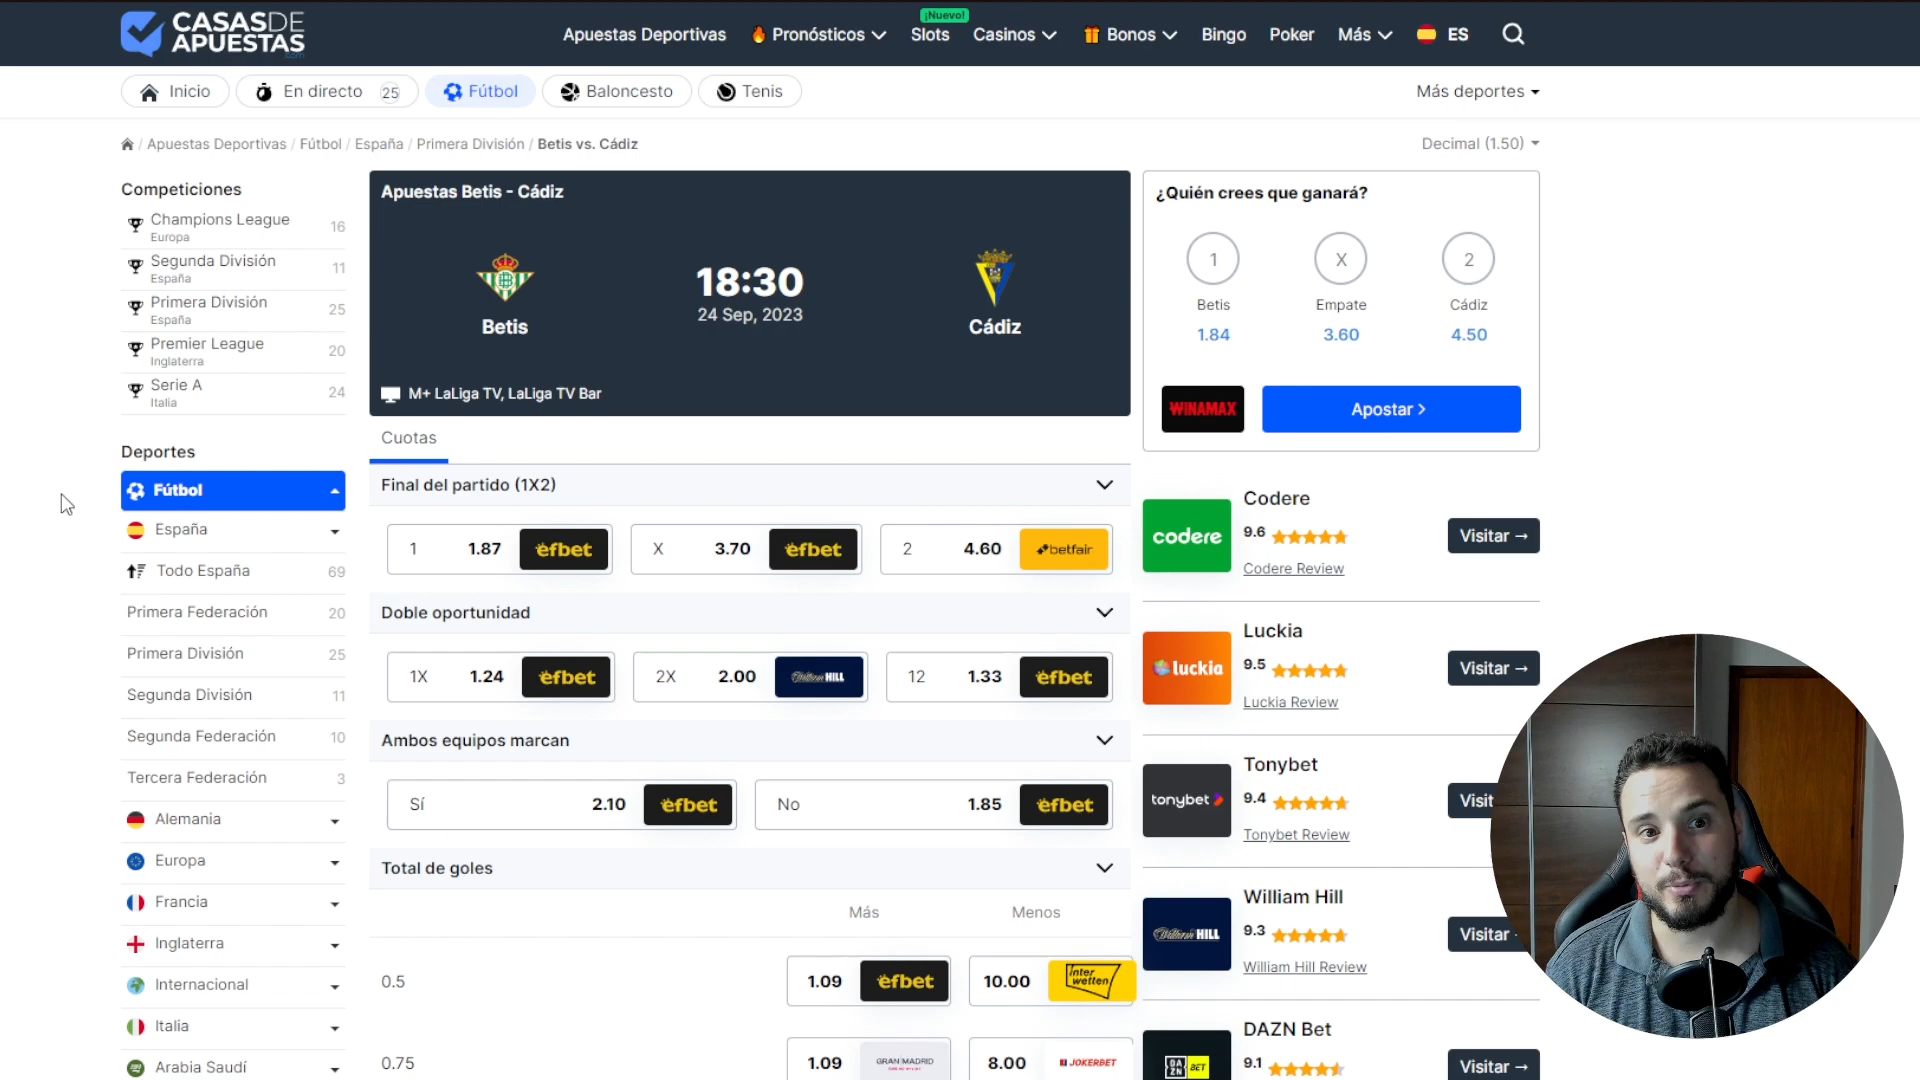 CASASDE
APUESTAS
.com
Apuestas Deportivas
Pronósticos
¡Nuevo!
Slots
Casinos
Bonos
Bingo
Poker
Más
ES
Inicio
En directo 25
Fútbol
Baloncesto
Tenis
Más deportes
/ Apuestas Deportivas / Fútbol / España / Primera División / Betis vs. Cádiz
Decimal (1.50)
Competiciones
Champions League 16
Europa
Segunda División 11
España
Primera División 25
España
Premier League 20
Inglaterra
Serie A 24
Italia
Deportes
Fútbol
España
Todo España 69
Primera Federación 20
Primera División 25
Segunda División 11
Segunda Federación 10
Tercera Federación 3
Alemania
Europa
Francia
Inglaterra
Internacional
Italia
Arabia Saudí
Apuestas Betis - Cádiz
Betis
18:30
24 Sep, 2023
Cádiz
M+ LaLiga TV, LaLiga TV Bar
Cuotas
Final del partido (1X2)
1 1.87 efbet
X 3.70 efbet
2 4.60 betfair
Doble oportunidad
1X 1.24 efbet
2X 2.00 William HILL
12 1.33 efbet
Ambos equipos marcan
Sí 2.10 efbet
No 1.85 efbet
Total de goles
Más Menos
0.5 1.09 efbet 10.00 inter wetten
0.75 1.09 GRAN MADRID 8.00 JOKERBET
¿Quién crees que ganará?
1 X 2
Betis Empate Cádiz
1.84 3.60 4.50
WINAMAX
Apostar >
codere
Codere
9.6
Codere Review
Visitar →
luckia
Luckia
9.5
Luckia Review
Visitar →
tonybet
Tonybet
9.4
Tonybet Review
Visit
William HILL
William Hill
9.3
William Hill Review
Visitar
DAZN BET
DAZN Bet
9.1
Visitar →